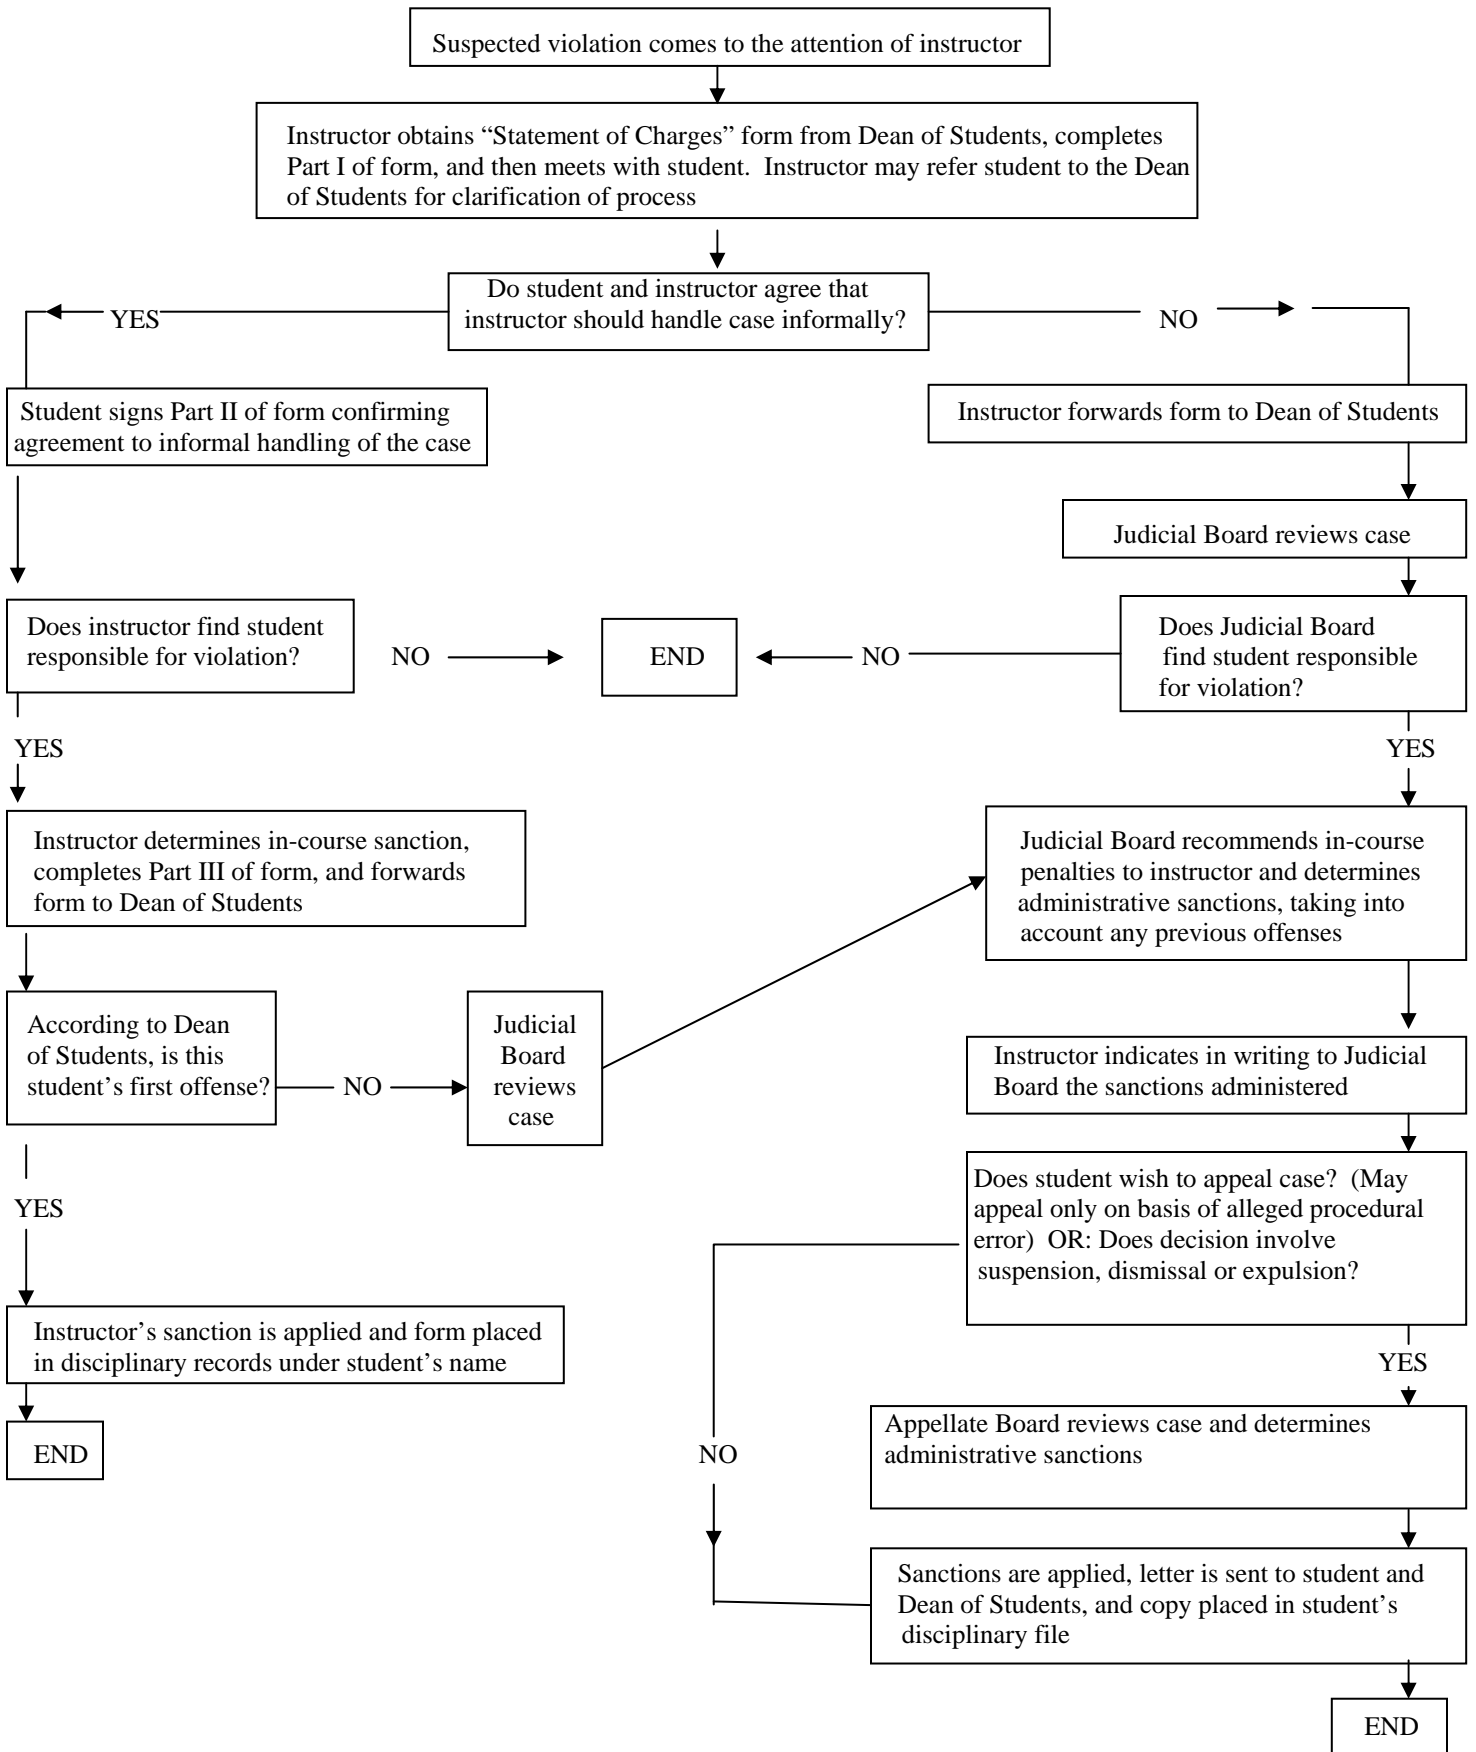 Suspected violation comes to the attention of instructor
Instructor obtains “Statement of Charges” form from Dean of Students, completes
Part I of form, and then meets with student.  Instructor may refer student to the Dean
of Students for clarification of process
Do student and instructor agree that
instructor should handle case informally?
YES
NO
Student signs Part II of form confirming
agreement to informal handling of the case
Instructor forwards form to Dean of Students
Judicial Board reviews case
Does instructor find student
responsible for violation?
NO
END
NO
Does Judicial Board
find student responsible
for violation?
YES
YES
Instructor determines in-course sanction,
completes Part III of form, and forwards
form to Dean of Students
Judicial Board recommends in-course
penalties to instructor and determines
administrative sanctions, taking into
account any previous offenses
According to Dean
of Students, is this
student’s first offense?
NO
Judicial
Board
reviews
case
Instructor indicates in writing to Judicial
Board the sanctions administered
YES
Does student wish to appeal case?  (May
appeal only on basis of alleged procedural
error)  OR: Does decision involve
suspension, dismissal or expulsion?
Instructor’s sanction is applied and form placed
in disciplinary records under student’s name
YES
END
NO
Appellate Board reviews case and determines
administrative sanctions
Sanctions are applied, letter is sent to student and
Dean of Students, and copy placed in student’s
disciplinary file
END